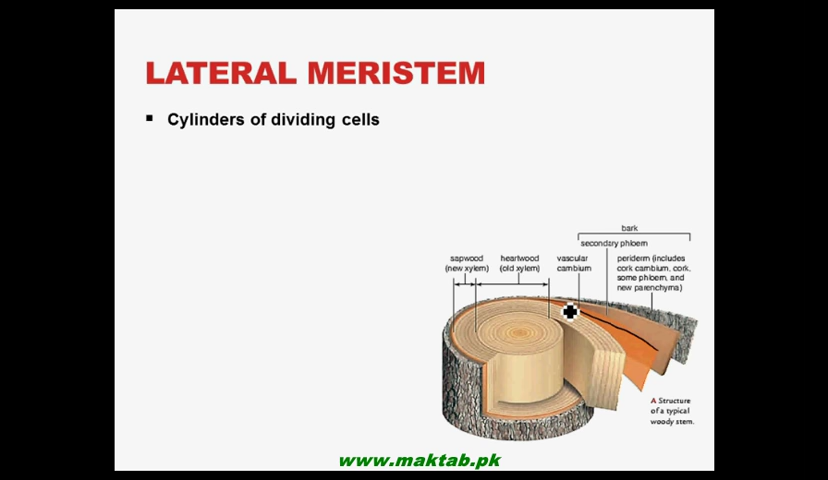 LATERAL MERISTEM
▪ Cylinders of dividing cells
bark
secondary phloem
sapwood
(new xylem)
heartwood
(old xylem)
vascular
cambium
periderm (includes
cork cambium, cork,
some phloem, and
new parenchyma)
A Structure
of a typical
woody stem.
www.maktab.pk